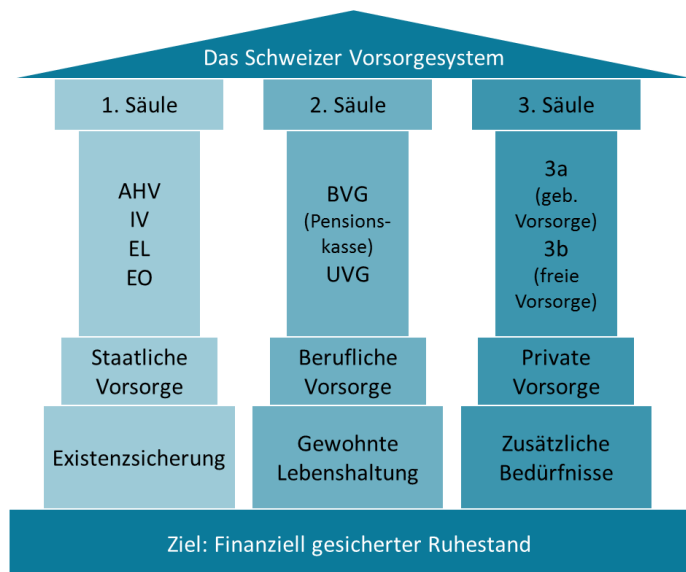 Das Schweizer Vorsorgesystem
1. Säule
AHV
IV
EL
EO
Staatliche
Vorsorge
Existenzsicherung
2. Säule
BVG
(Pensions-
kasse)
UVG
Berufliche
Vorsorge
Gewohnte
Lebenshaltung
3. Säule
3a
(geb.
Vorsorge)
3b
(freie
Vorsorge)
Private
Vorsorge
Zusätzliche
Bedürfnisse
Ziel: Finanziell gesicherter Ruhestand